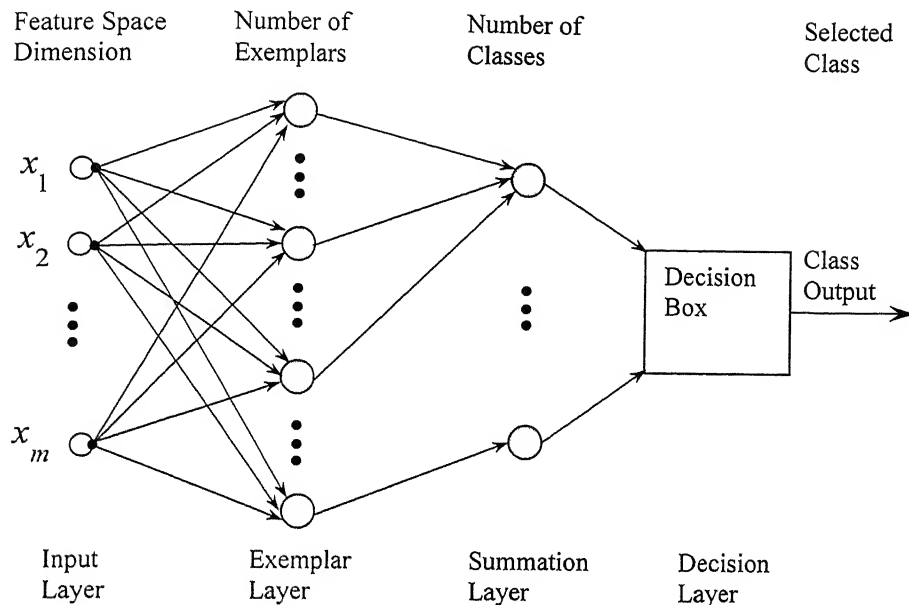 Feature Space
Dimension
Number of
Exemplars
Number of
Classes
Selected
Class
x1
x2
xm
Decision
Box
Class
Output
Input
Layer
Exemplar
Layer
Summation
Layer
Decision
Layer